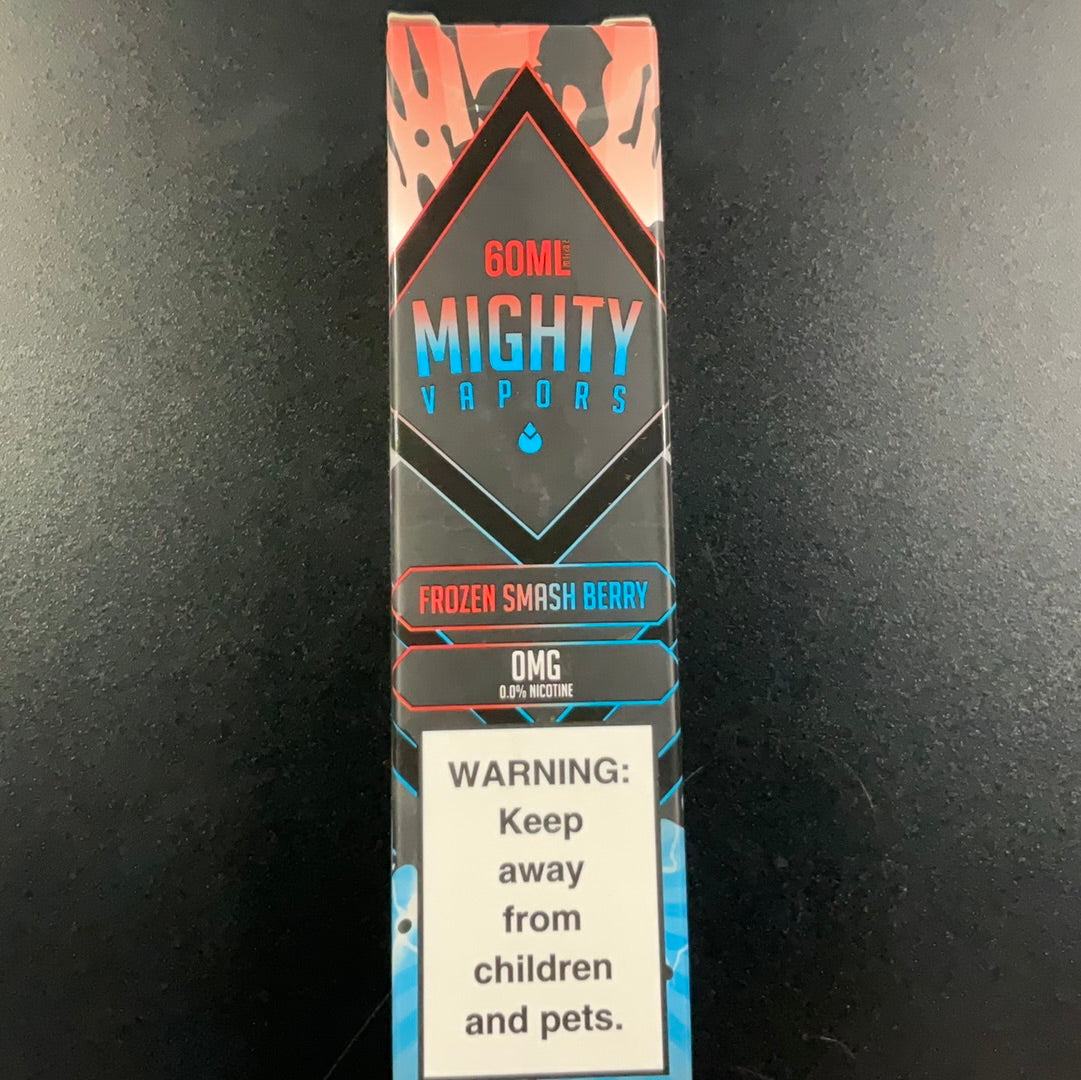 60ML
MIGHTY
VAPORS
FROZEN SMASH BERRY
0MG
0.0% NICOTINE
WARNING:
Keep
away
from
children
and pets.